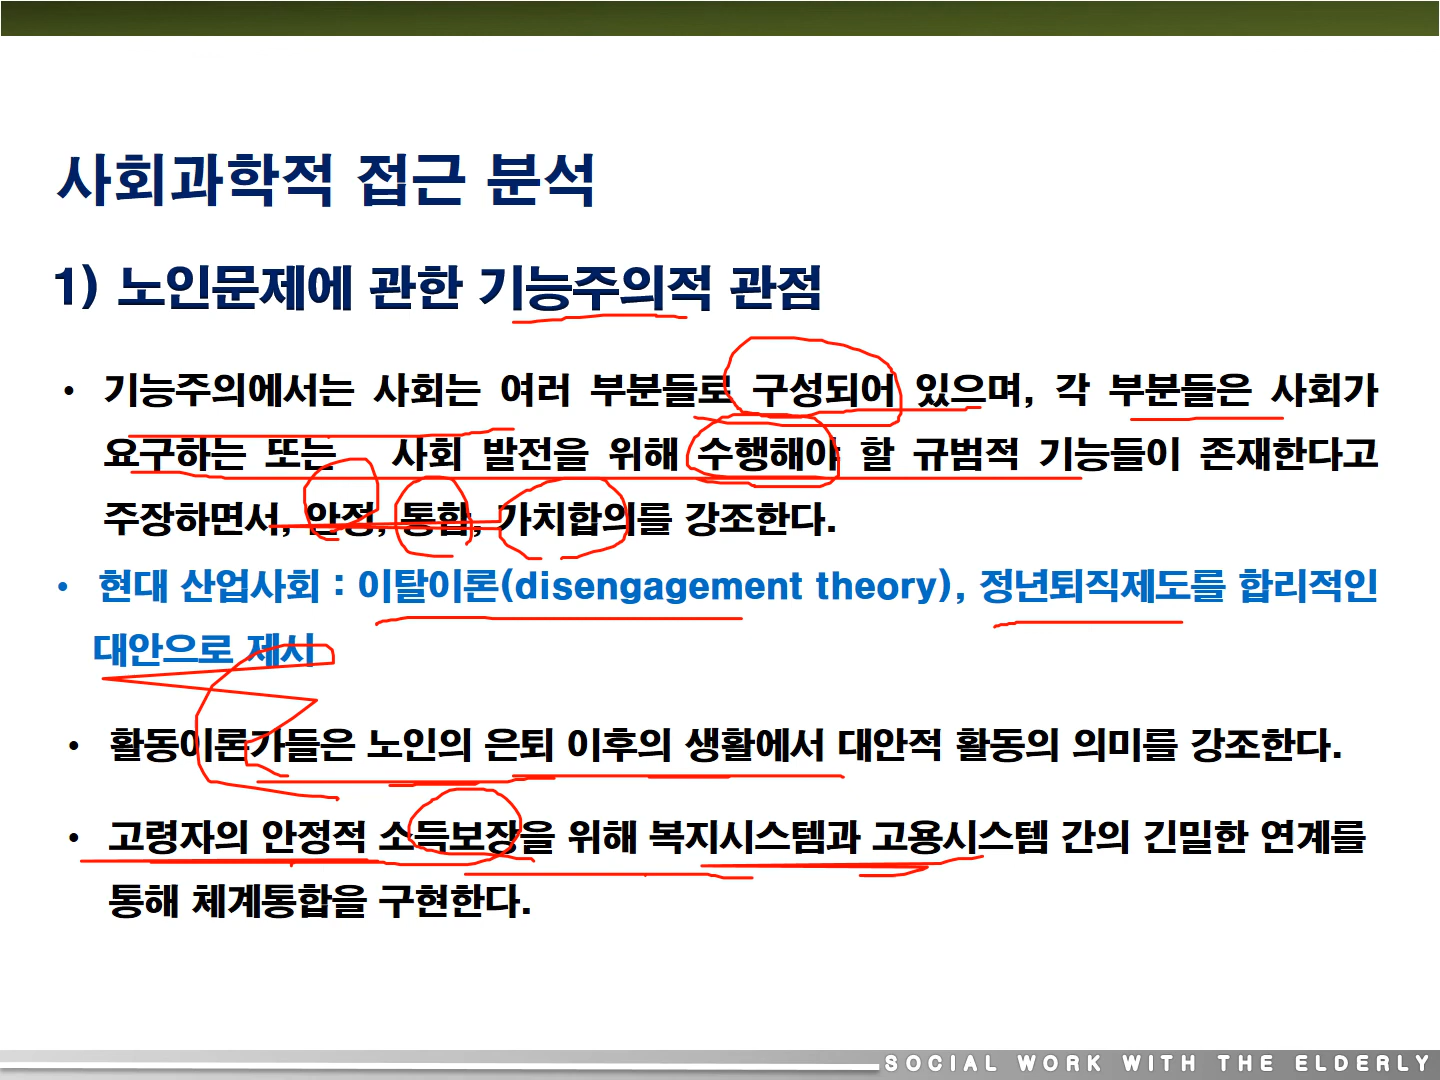 사회과학적 접근 분석
1) 노인문제에 관한 기능주의적 관점
• 기능주의에서는 사회는 여러 부분들로 구성되어 있으며, 각 부분들은 사회가
요구하는 또는 사회 발전을 위해 수행해야 할 규범적 기능들이 존재한다고
주장하면서, 안정, 통합, 가치합의를 강조한다.
• 현대 산업사회 : 이탈이론(disengagement theory), 정년퇴직제도를 합리적인
대안으로 제시
• 활동이론가들은 노인의 은퇴 이후의 생활에서 대안적 활동의 의미를 강조한다.
• 고령자의 안정적 소득보장을 위해 복지시스템과 고용시스템 간의 긴밀한 연계를
통해 체계통합을 구현한다.
SOCIAL WORK WITH THE ELDERLY